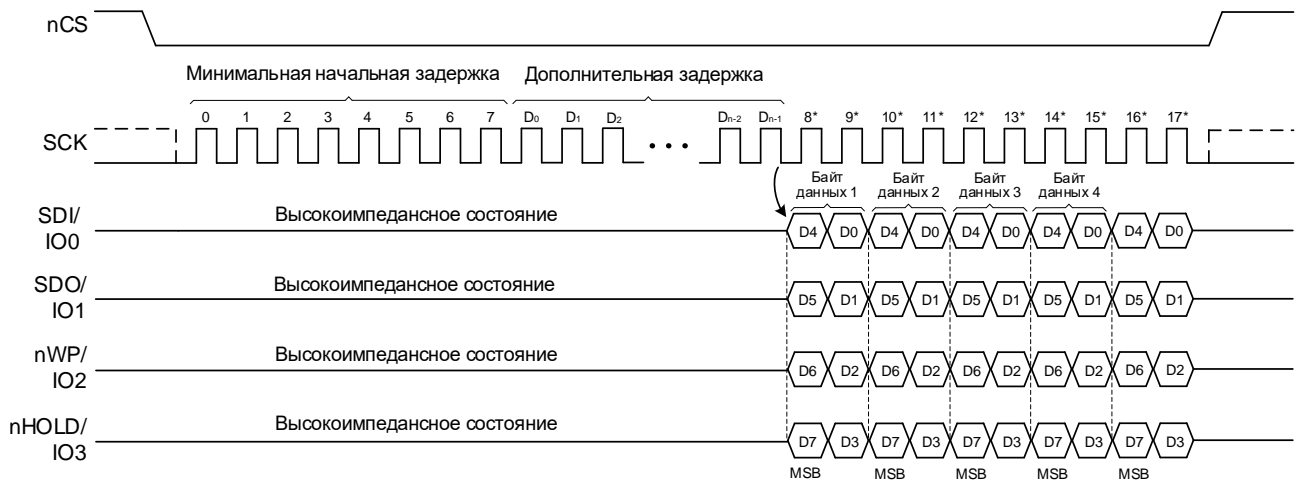 nCS
Минимальная начальная задержка Дополнительная задержка
0 1 2 3 4 5 6 7 D0 D1 D2 Dn-2 Dn-1 8* 9* 10* 11* 12* 13* 14* 15* 16* 17*
SCK
• • •
Байт данных 1 Байт данных 2 Байт данных 3 Байт данных 4
SDI/
IO0
Высокоимпедансное состояние
D4 D0 D4 D0 D4 D0 D4 D0 D4 D0
SDO/
IO1
Высокоимпедансное состояние
D5 D1 D5 D1 D5 D1 D5 D1 D5 D1
nWP/
IO2
Высокоимпедансное состояние
D6 D2 D6 D2 D6 D2 D6 D2 D6 D2
nHOLD/
IO3
Высокоимпедансное состояние
D7 D3 D7 D3 D7 D3 D7 D3 D7 D3
MSB MSB MSB MSB MSB